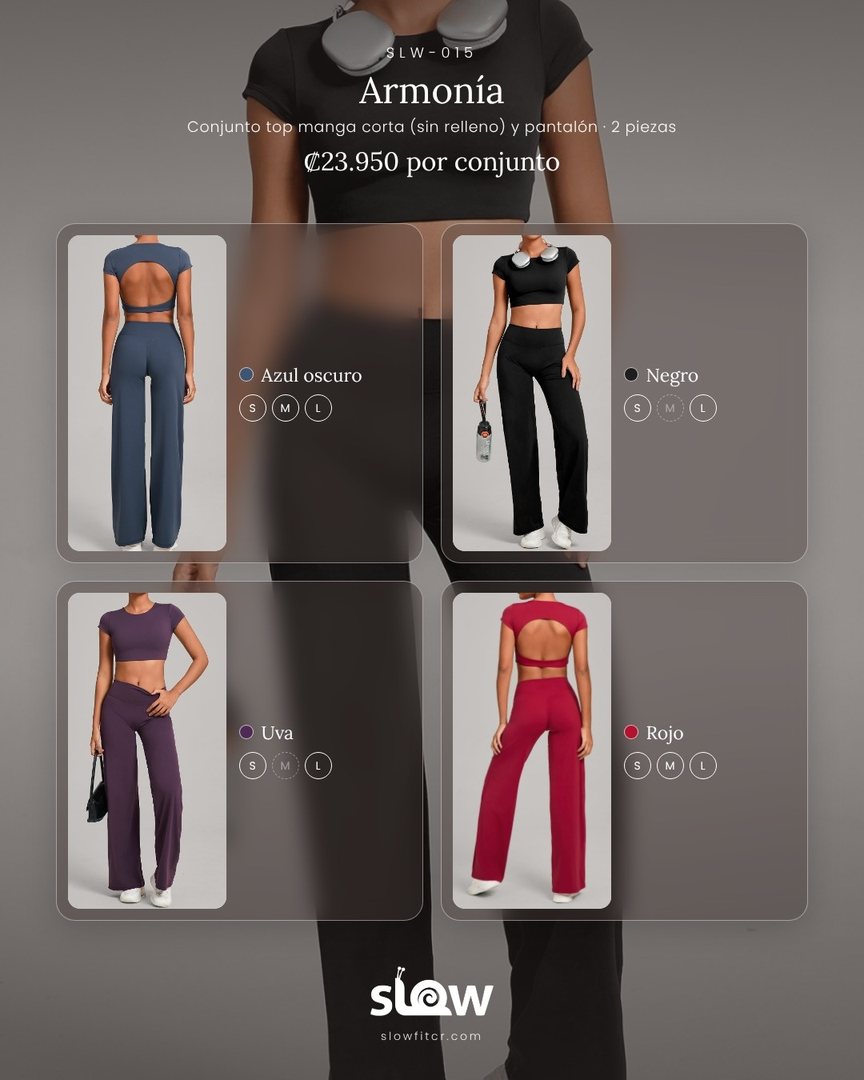 SLW-015
Armonía
Conjunto top manga corta (sin relleno) y pantalón · 2 piezas
₡23.950 por conjunto
Azul oscuro
S M L
Negro
S M L
Uva
S M L
Rojo
S M L
slow
slowfitcr.com